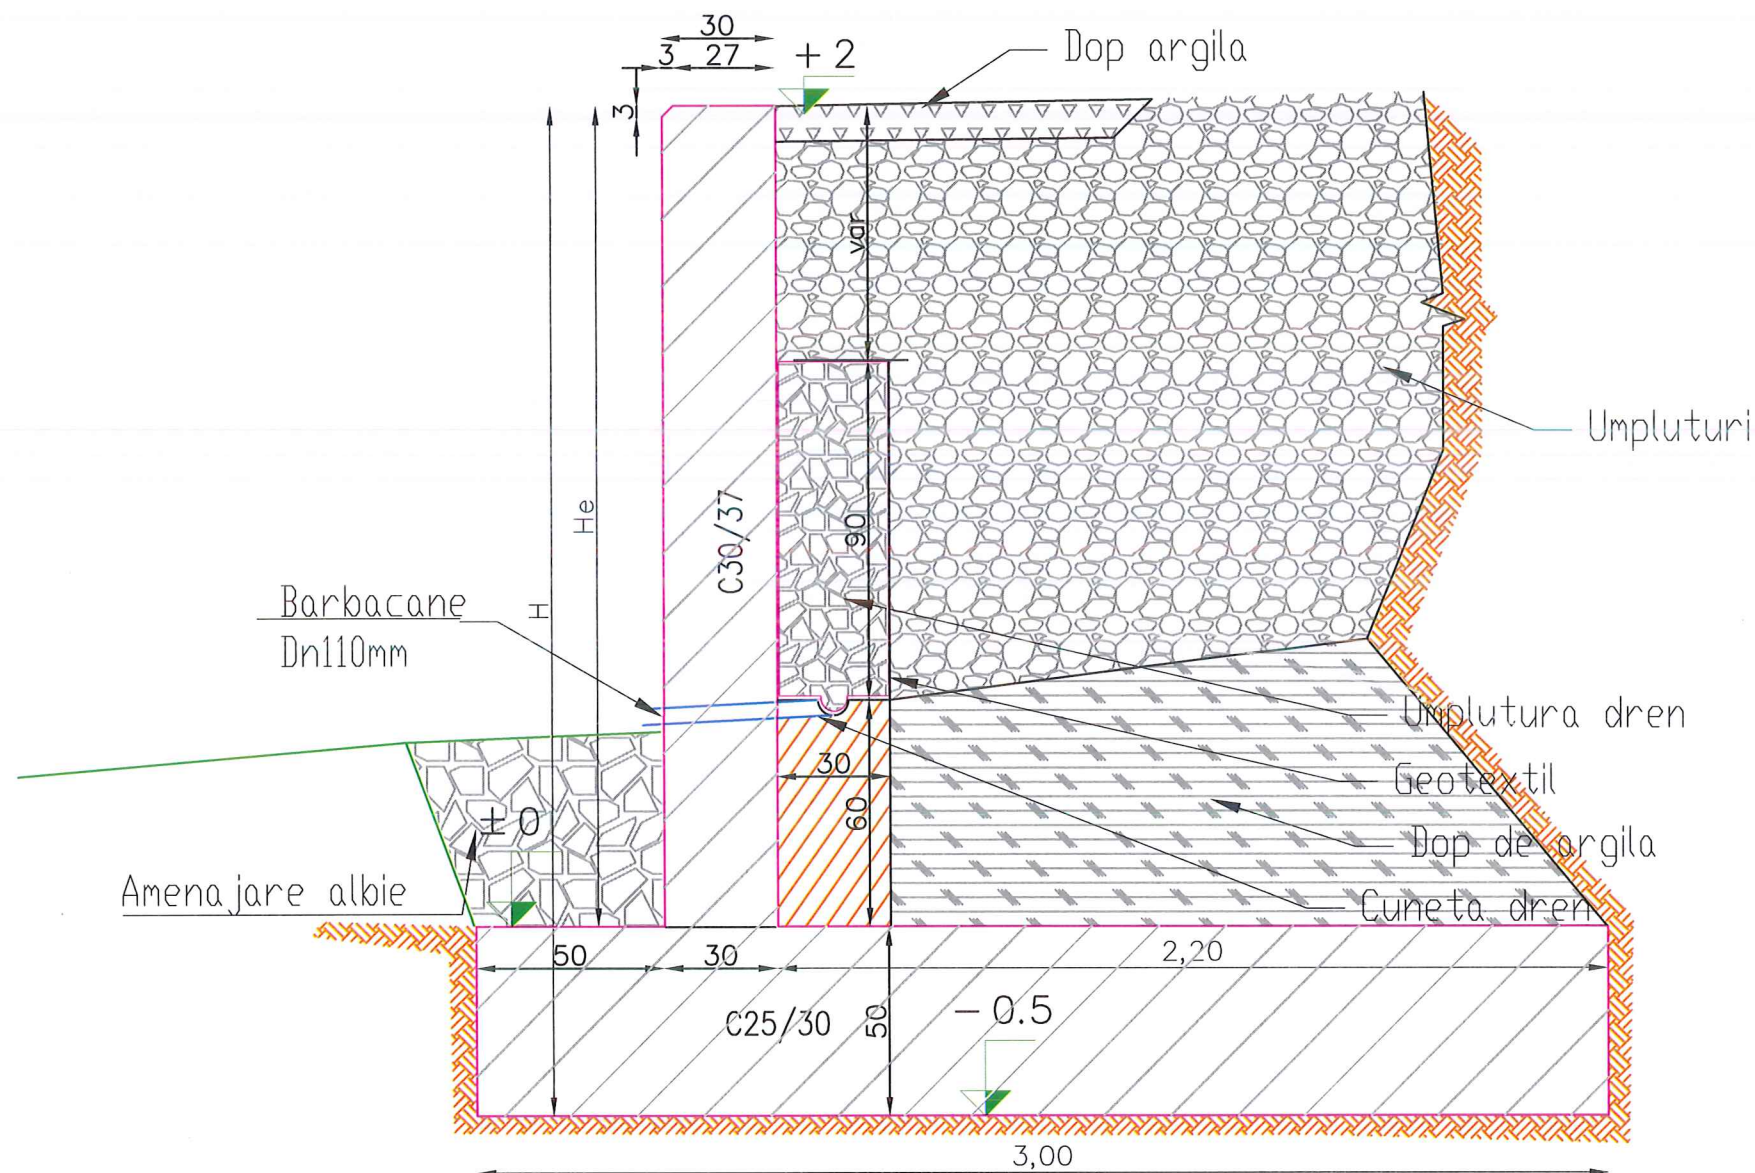 30
3 27
+ 2
Dop argila
3
var
Umpluturi
He
C30/37
90
Barbacane
Dn110mm
H
Umplutura dren
Geotextil
30
60
± 0
Dop de argila
Amenajare albie
Cuneta dren
50
30
2,20
C25/30
50
- 0.5
3,00